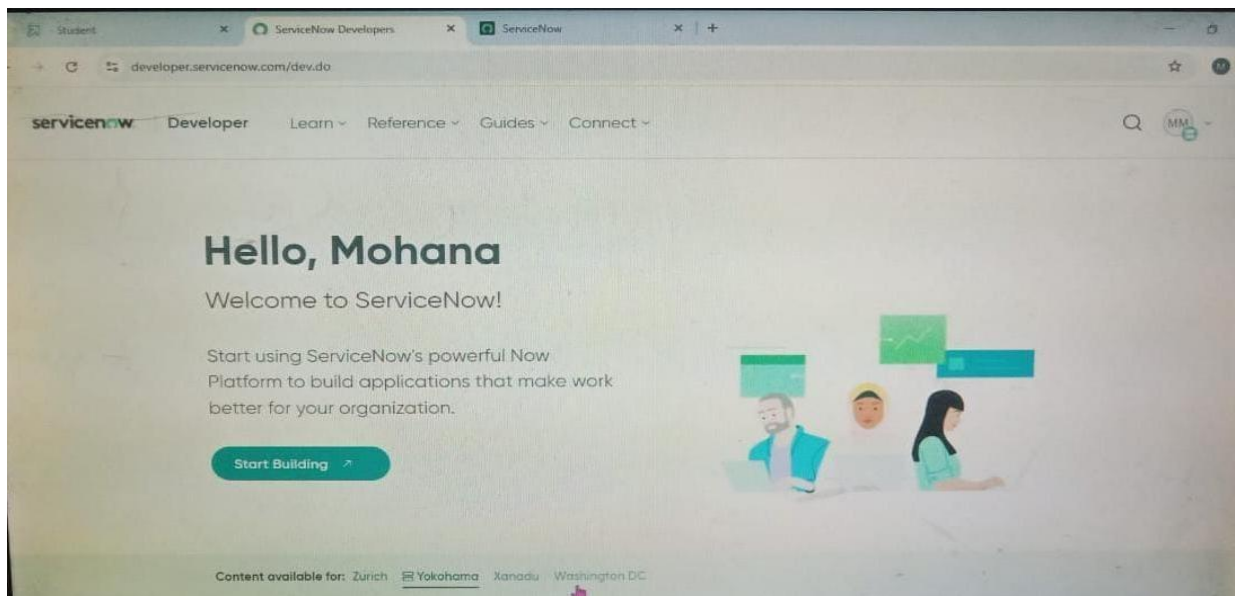 Student ServiceNow Developers ServiceNow
developer.servicenow.com/dev.do M
servicenow Developer Learn Reference Guides Connect MM
Hello, Mohana
Welcome to ServiceNow!
Start using ServiceNow's powerful Now
Platform to build applications that make work
better for your organization.
Start Building
Content available for: Zurich Yokohama Xanadu Washington DC